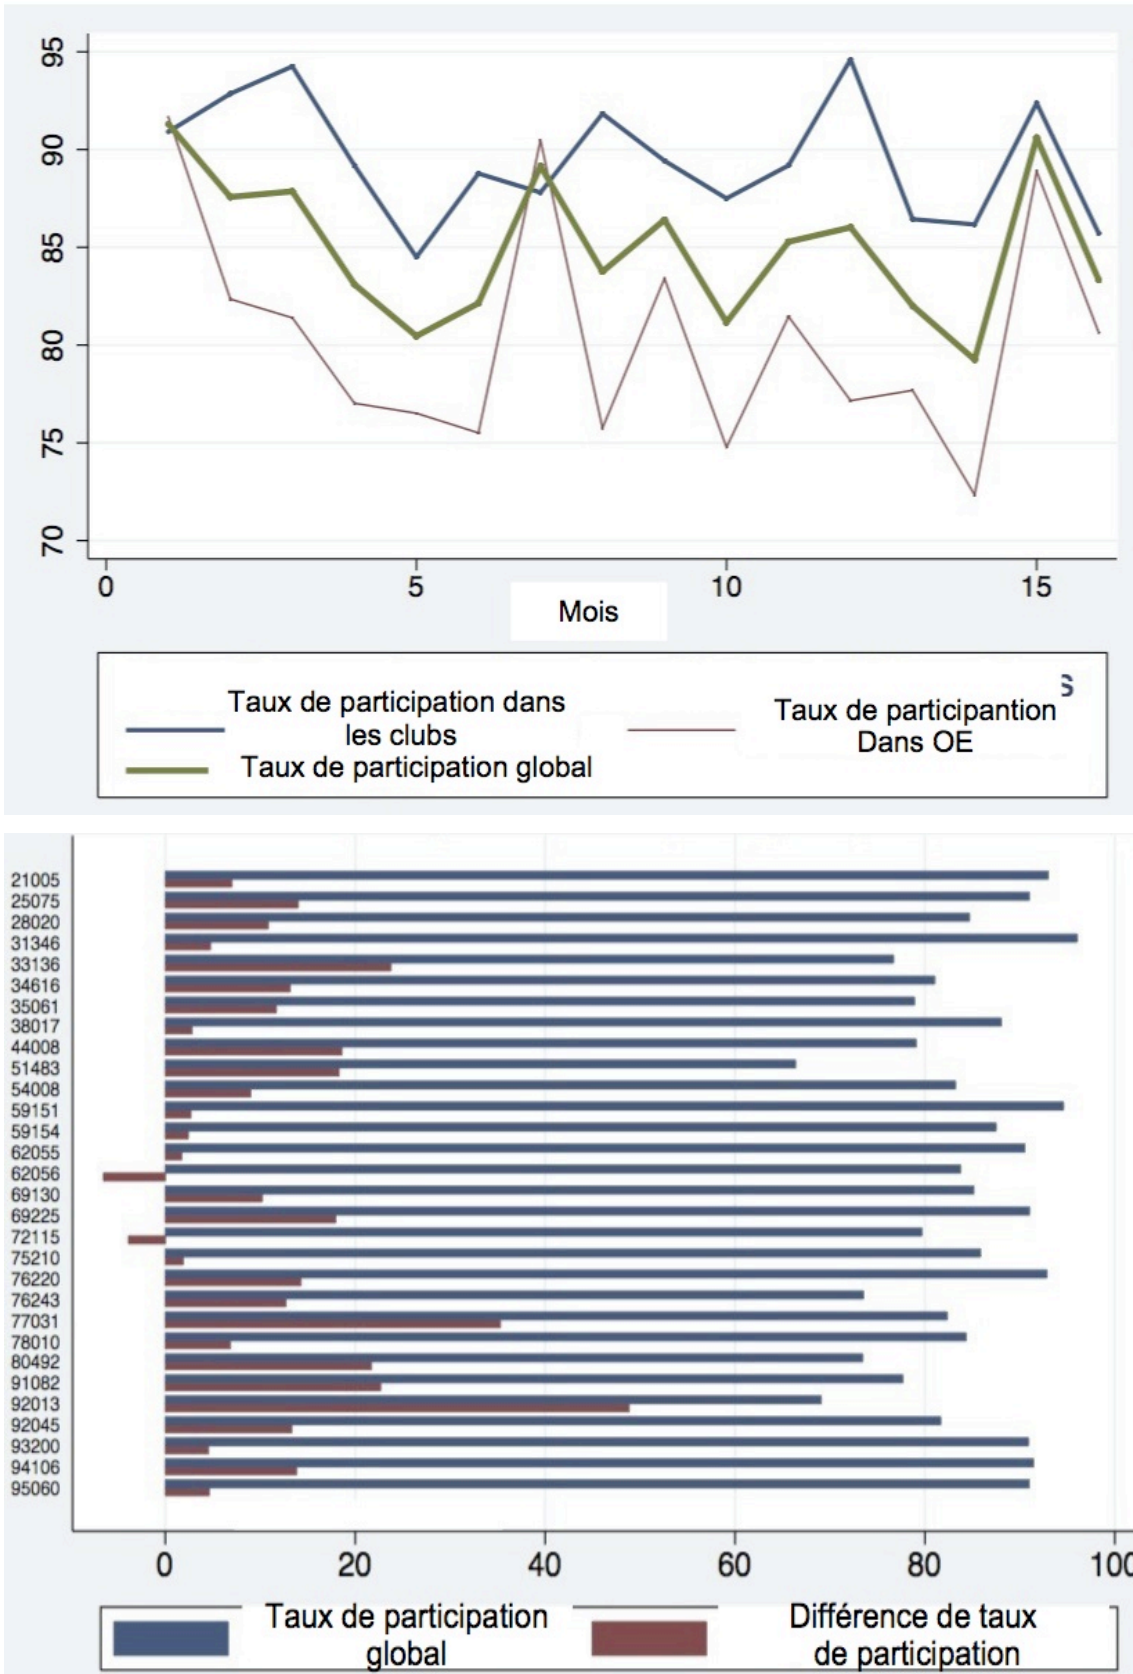 95
90
85
80
75
70
0 5 10 15
Mois
s
Taux de participation dans
les clubs
Taux de participantion
Dans OE
Taux de participation global
21005
25075
28020
31346
33136
34616
35061
38017
44008
51483
54008
59151
59154
62055
62056
69130
69225
72115
75210
76220
76243
77031
78010
80492
91082
92013
92045
93200
94106
95060
0 20 40 60 80 100
Taux de participation
global
Différence de taux
de participation